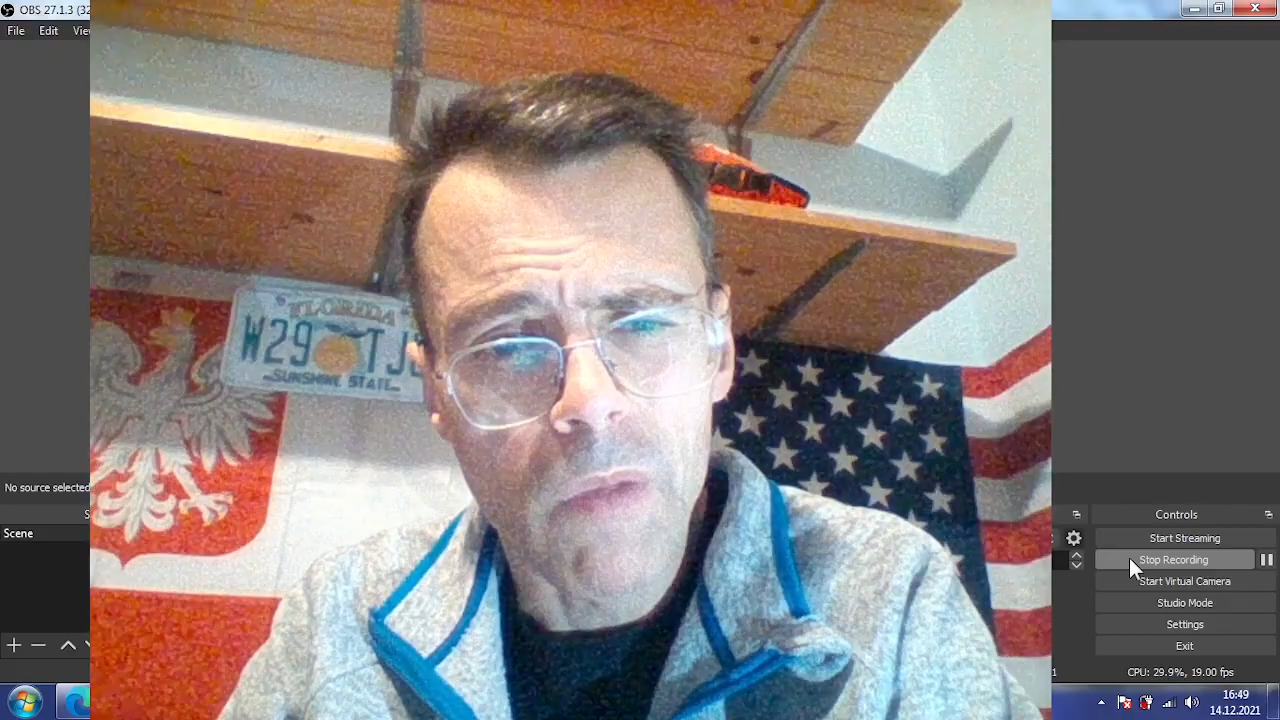 OBS 27.1.3 (32
File Edit Vie
FLORIDA
W29 TJ
SUNSHINE STATE
No source selected
S
Scene
Controls
Start Streaming
Stop Recording
Start Virtual Camera
Studio Mode
Settings
Exit
1
CPU: 29.9%, 19.00 fps
16:49
14.12.2021